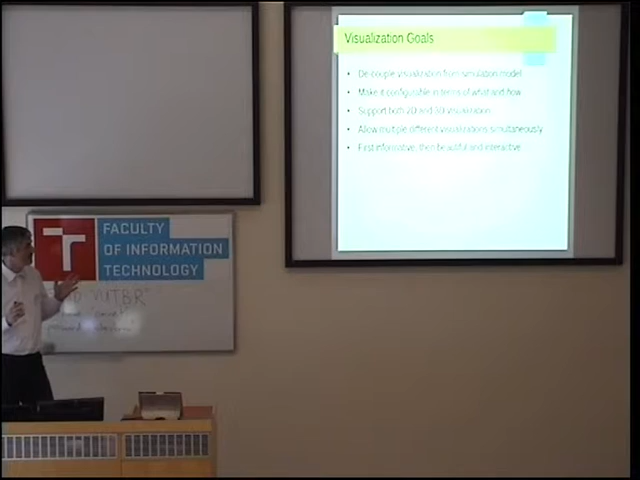 Visualization Goals
• De-couple visualization from simulation model
• Make it configurable in terms of what and how
• Support both 2D and 3D visualization
• Allow multiple different visualizations simultaneously
• First informative, then beautiful and interactive
T
FACULTY
OF INFORMATION
TECHNOLOGY